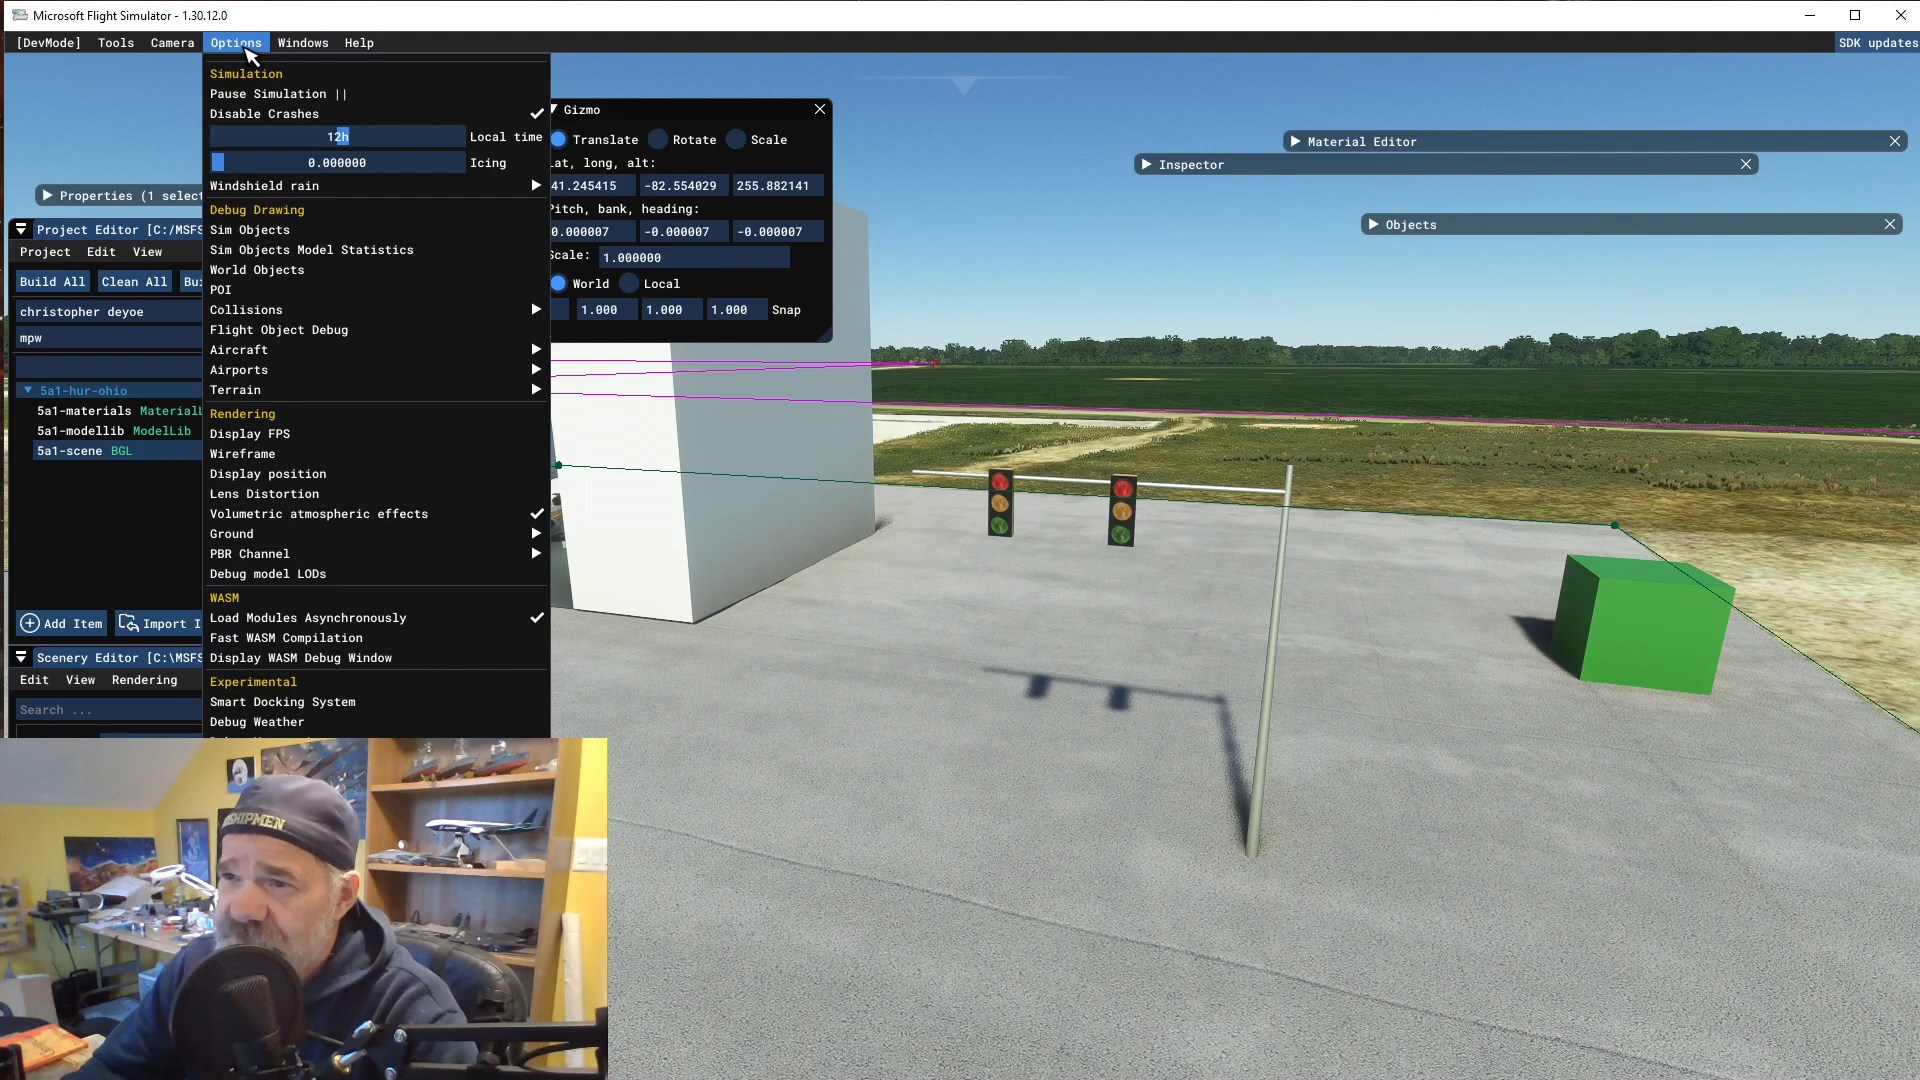 Microsoft Flight Simulator - 1.30.12.0
[DevMode] Tools Camera Options Windows Help
SDK updates
Simulation
Pause Simulation ||
Disable Crashes
12h Local time
0.000000 Icing
Windshield rain
Debug Drawing
Sim Objects
Sim Objects Model Statistics
World Objects
POI
Collisions
Flight Object Debug
Aircraft
Airports
Terrain
Rendering
Display FPS
Wireframe
Display position
Lens Distortion
Volumetric atmospheric effects
Ground
PBR Channel
Debug model LODs
WASM
Load Modules Asynchronously
Fast WASM Compilation
Display WASM Debug Window
Experimental
Smart Docking System
Debug Weather
Gizmo
Translate Rotate Scale
Lat, long, alt:
41.245415 -82.554029 255.882141
Pitch, bank, heading:
0.000007 -0.000007 -0.000007
Scale: 1.000000
World Local
1.000 1.000 1.000 Snap
Material Editor
Inspector
Objects
Properties (1 select
Project Editor [C:/MSFS
Project Edit View
Build All Clean All Bu
christopher deyoe
mpw
5a1-hur-ohio
5a1-materials MaterialL
5a1-modellib ModelLib
5a1-scene BGL
Add Item Import I
Scenery Editor [C:\MSFS
Edit View Rendering
Search ...
SHIPMEN